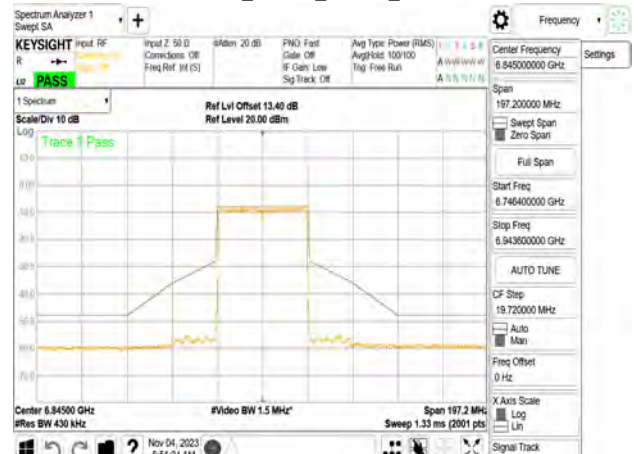 Spectrum Analyzer 1
Swept SA
Frequency
KEYSIGHT
Input: RF
Input Z: 50 Ω
#Atten: 20 dB
PNO: Fast
Avg Type: Power (RMS)
R
Corrections: Off
Gate: Off
Avg|Hold: 100/100
Freq Ref: Int (S)
IF Gain: Low
Trig: Free Run
Sig Track: Off
PASS
1 Spectrum
Ref Lvl Offset 13.40 dB
Scale/Div 10 dB
Ref Level 20.00 dBm
Log
Trace 1 Pass
Center 6.84500 GHz
#Video BW 1.5 MHz*
Span 197.2 MHz
#Res BW 430 kHz
Sweep 1.33 ms (2001 pts)
Nov 04, 2023
?
Center Frequency
6.845000000 GHz
Settings
Span
197.200000 MHz
Swept Span
Zero Span
Full Span
Start Freq
6.746400000 GHz
Stop Freq
6.943600000 GHz
AUTO TUNE
CF Step
19.720000 MHz
Auto
Man
Freq Offset
0 Hz
X Axis Scale
Log
Lin
Signal Track